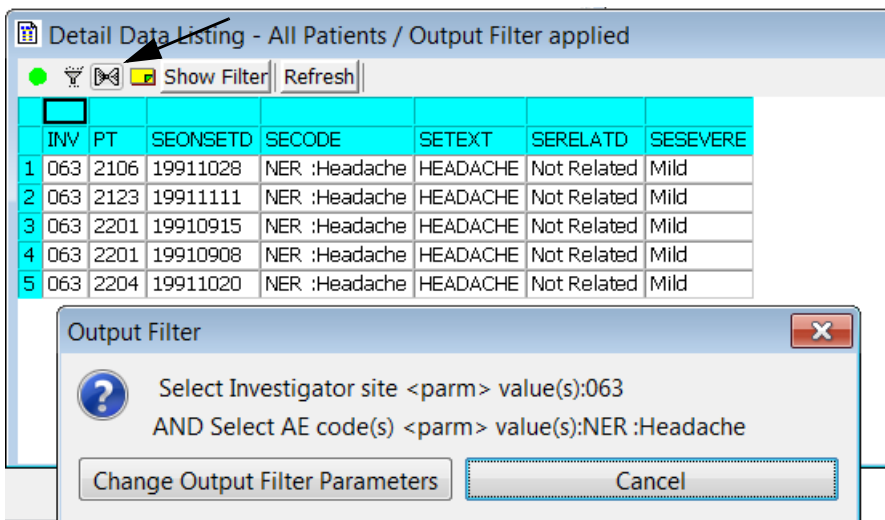 Detail Data Listing - All Patients / Output Filter applied
Show Filter Refresh
INV PT SEONSETD SECODE SETEXT SERELATD SESEVERE
1 063 2106 19911028 NER :Headache HEADACHE Not Related Mild
2 063 2123 19911111 NER :Headache HEADACHE Not Related Mild
3 063 2201 19910915 NER :Headache HEADACHE Not Related Mild
4 063 2201 19910908 NER :Headache HEADACHE Not Related Mild
5 063 2204 19911020 NER :Headache HEADACHE Not Related Mild
Output Filter
Select Investigator site <parm> value(s):063
AND Select AE code(s) <parm> value(s):NER :Headache
Change Output Filter Parameters Cancel